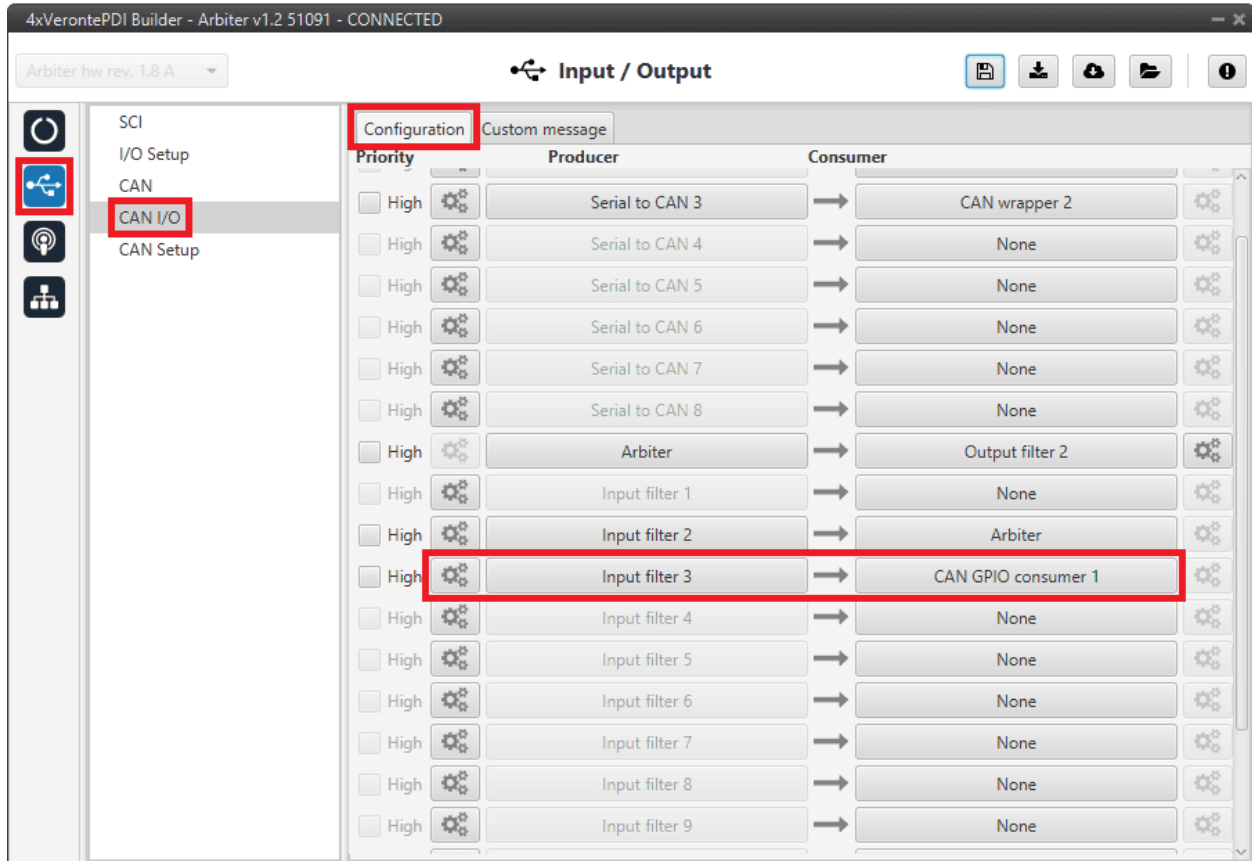 4xVerontePDI Builder - Arbiter v1.2 51091 - CONNECTED
Arbiter hw rev. 1.8 A
Input / Output
SCI
I/O Setup
CAN
CAN I/O
CAN Setup
Configuration Custom message
Priority Producer Consumer
High Serial to CAN 3 CAN wrapper 2
High Serial to CAN 4 None
High Serial to CAN 5 None
High Serial to CAN 6 None
High Serial to CAN 7 None
High Serial to CAN 8 None
High Arbiter Output filter 2
High Input filter 1 None
High Input filter 2 Arbiter
High Input filter 3 CAN GPIO consumer 1
High Input filter 4 None
High Input filter 5 None
High Input filter 6 None
High Input filter 7 None
High Input filter 8 None
High Input filter 9 None